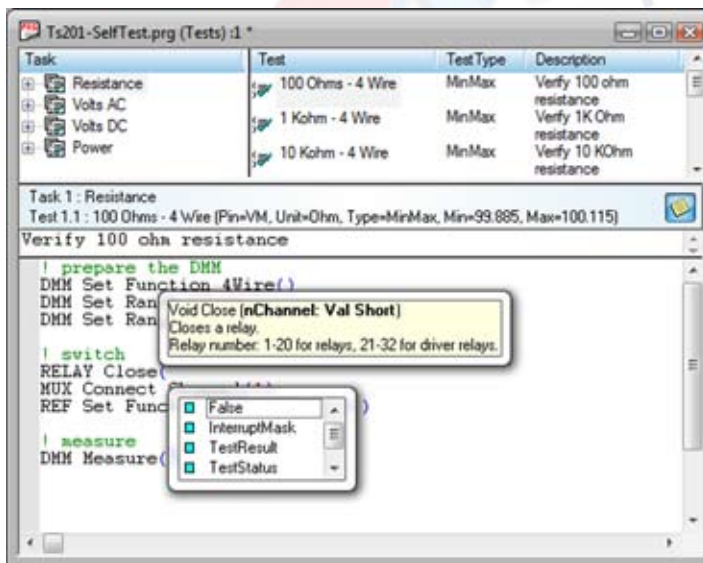 Ts201-SelfTest.prg (Tests) :1 *
Task Test TestType Description
Resistance
Volts AC
Volts DC
Power
100 Ohms - 4 Wire MinMax Verify 100 ohm
resistance
1 Kohm - 4 Wire MinMax Verify 1K Ohm
resistance
10 Kohm - 4 Wire MinMax Verify 10 KOhm
resistance
Task 1 : Resistance
Test 1.1 : 100 Ohms - 4 Wire (Pin=VM, Unit=Ohm, Type=MinMax, Min=99.885, Max=100.115)
Verify 100 ohm resistance
! prepare the DMM
DMM Set Function 4Wire()
DMM Set Ran
DMM Set Ran
Void Close (nChannel: Val Short)
Closes a relay.
Relay number: 1-20 for relays, 21-32 for driver relays.
! switch
RELAY Close(
MUX Connect
REF Set Func )
False
InterruptMask
TestResult
TestStatus
! measure
DMM Measure(